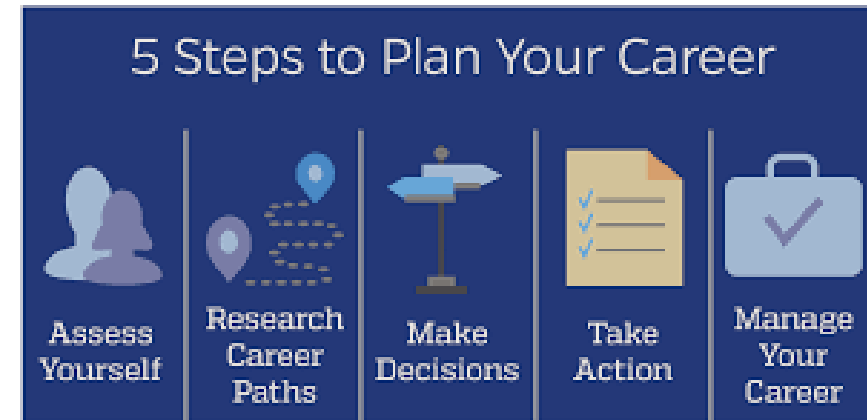 5 Steps to Plan Your Career
Assess
Yourself
Research
Career
Paths
Make
Decisions
Take
Action
Manage
Your
Career